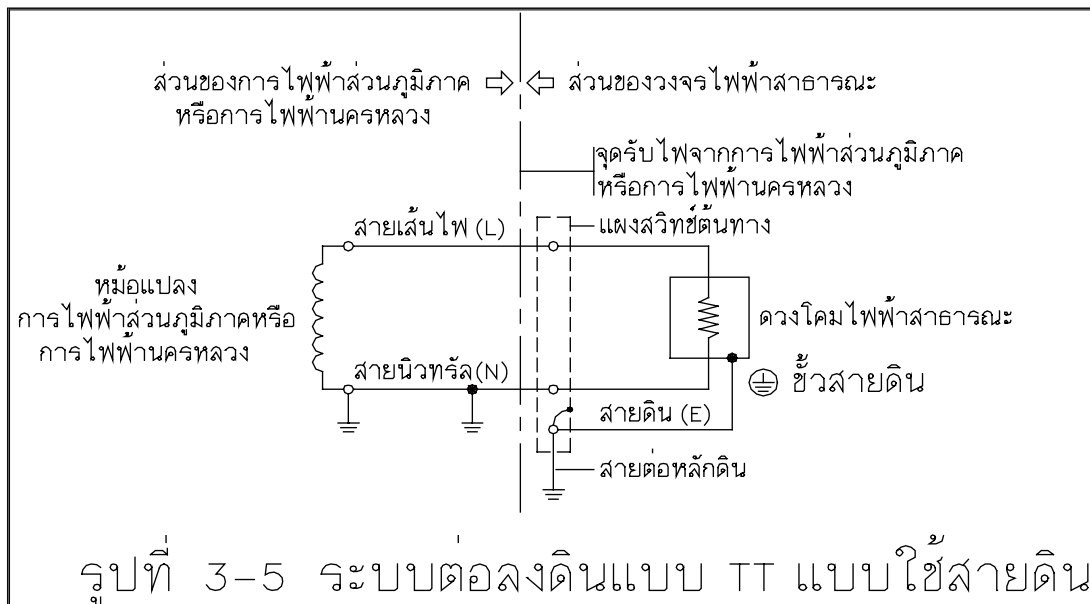 ส่วนของการไฟฟ้าส่วนภูมิภาค
หรือการไฟฟ้านครหลวง
ส่วนของวงจรไฟฟ้าสาธารณะ
จุดรับไฟจากการไฟฟ้าส่วนภูมิภาค
หรือการไฟฟ้านครหลวง
แผงสวิทช์ต้นทาง
สายเส้นไฟ (L)
หม้อแปลง
การไฟฟ้าส่วนภูมิภาคหรือ
การไฟฟ้านครหลวง
ดวงโคมไฟฟ้าสาธารณะ
สายนิวทรัล(N)
ขั้วสายดิน
สายดิน (E)
สายต่อหลักดิน
รูปที่ 3-5 ระบบต่อลงดินแบบ TT แบบใช้สายดิน